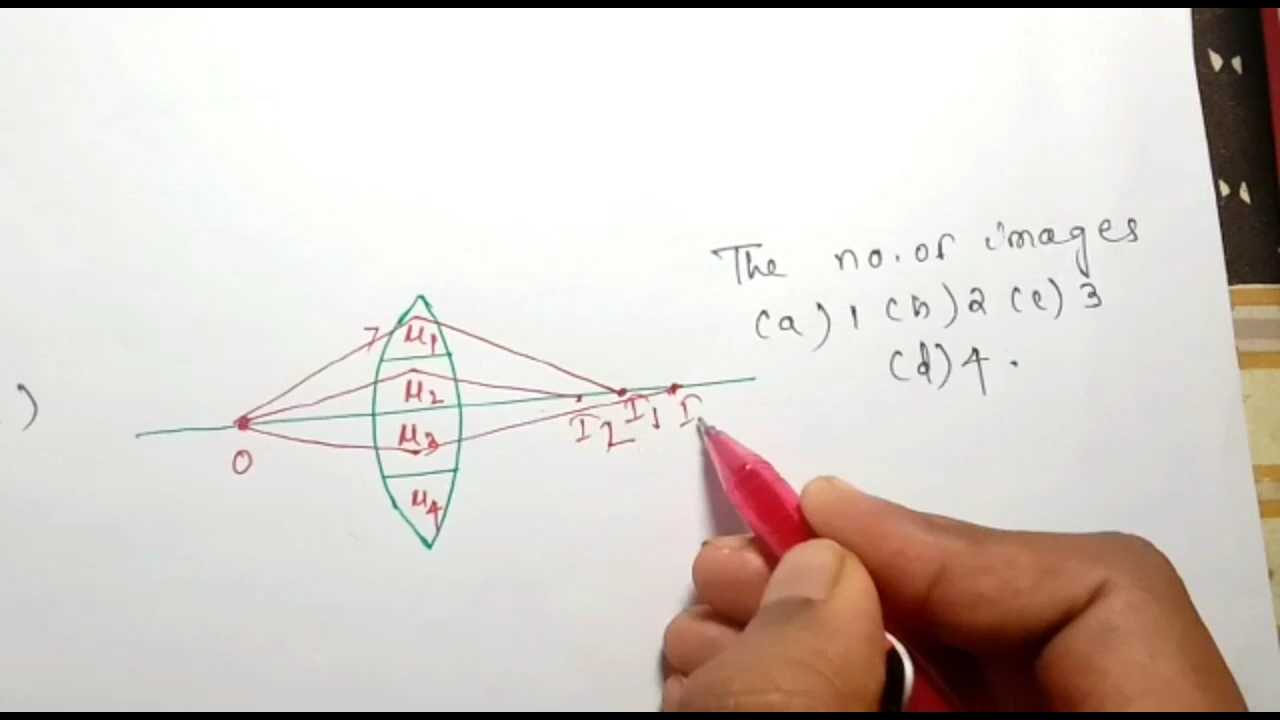 The no. of images
(a) 1 (b) 2 (c) 3
(d) 4.
)
μ1
μ2
μ3
μ4
O
I2 I1 I